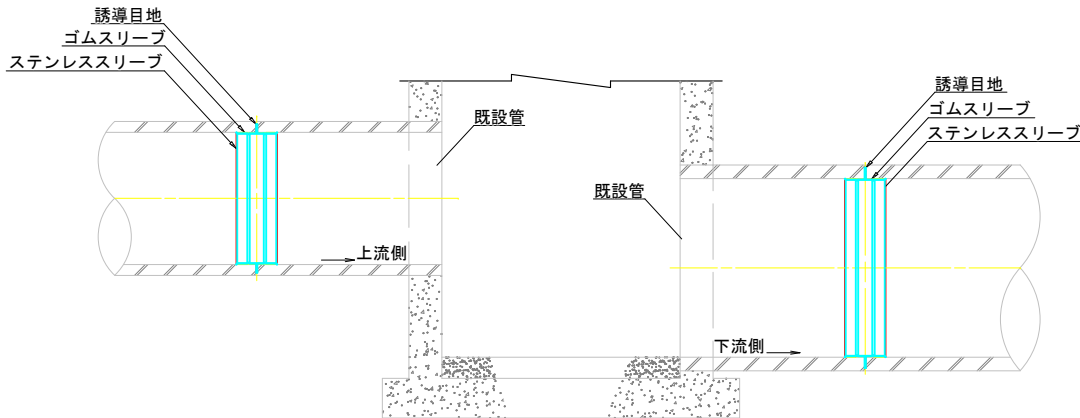 誘導目地
ゴムスリーブ
ステンレススリーブ
既設管
上流側
誘導目地
ゴムスリーブ
ステンレススリーブ
既設管
下流側